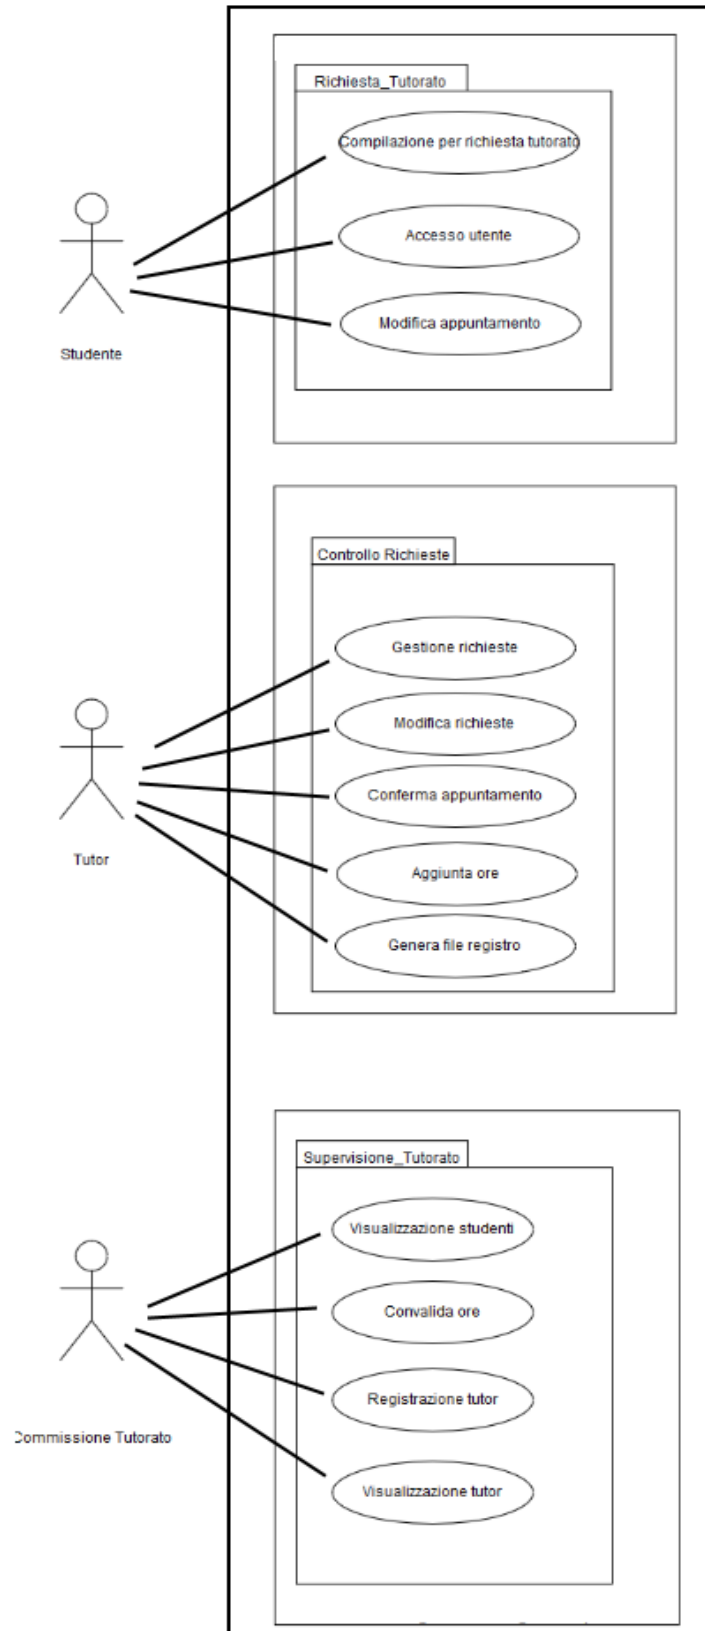 Richiesta_Tutorato
Compilazione per richiesta tutorato
Accesso utente
Modifica appuntamento
Studente
Controllo Richieste
Gestione richieste
Modifica richieste
Conferma appuntamento
Aggiunta ore
Genera file registro
Tutor
Supervisione_Tutorato
Visualizzazione studenti
Convalida ore
Registrazione tutor
Visualizzazione tutor
Commissione Tutorato